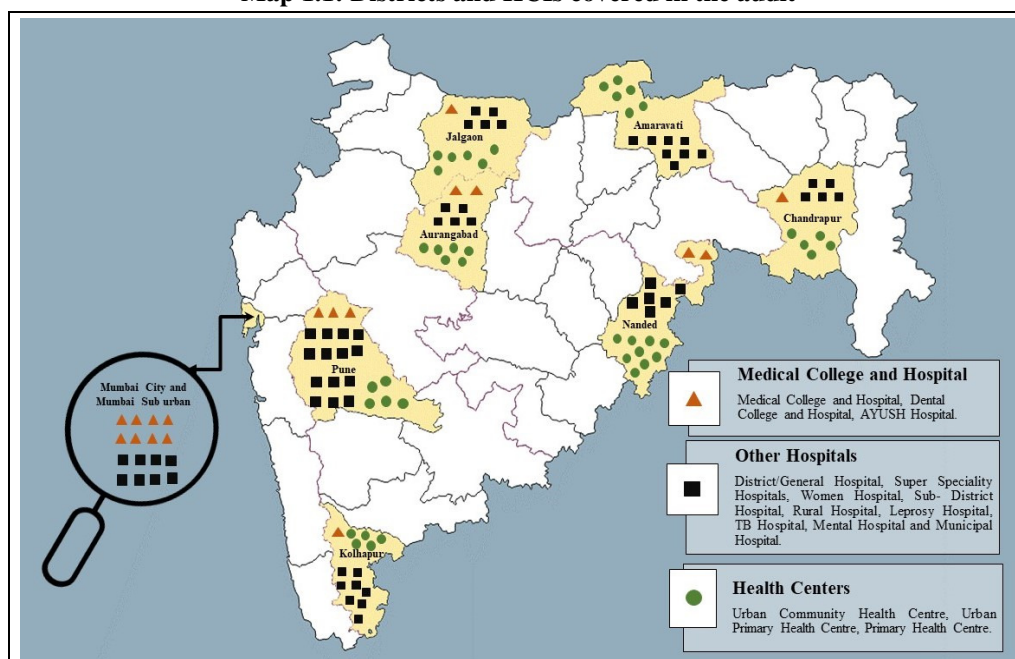 Map 1.1: Districts and HCIs covered in the audit
Jalgaon
Amaravati
Chandrapur
Aurangabad
Nanded
Pune
Mumbai City and
Mumbai Sub urban
Kolhapur
Medical College and Hospital
Medical College and Hospital, Dental
College and Hospital, AYUSH Hospital.
Other Hospitals
District/General Hospital, Super Speciality
Hospitals, Women Hospital, Sub- District
Hospital, Rural Hospital, Leprosy Hospital,
TB Hospital, Mental Hospital and Municipal
Hospital.
Health Centers
Urban Community Health Centre, Urban
Primary Health Centre, Primary Health Centre.